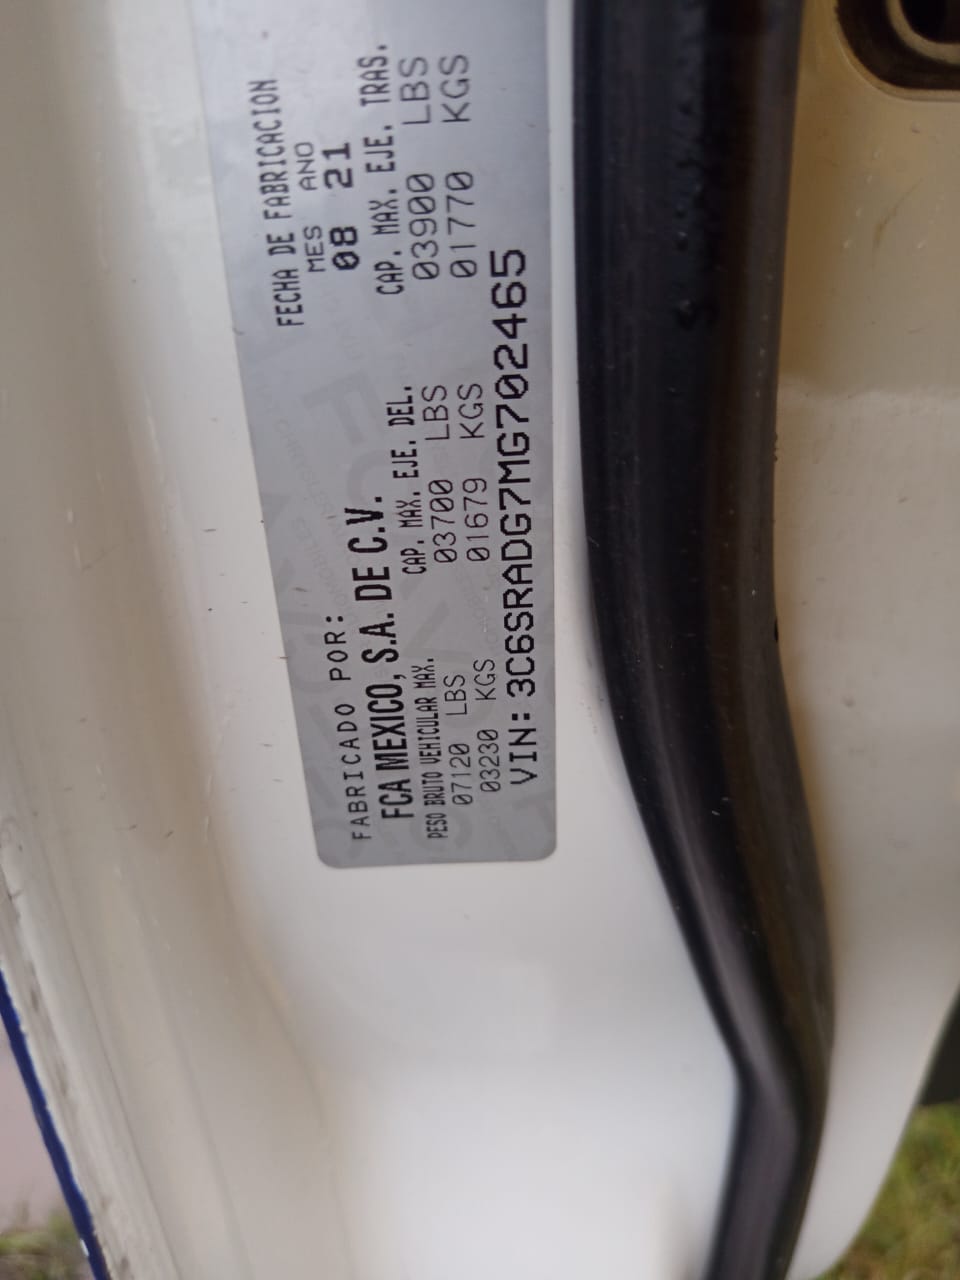 FABRICADO POR:
FECHA DE FABRICACION
FCA MEXICO, S.A. DE C.V.
MES ANO
08 21
PESO BRUTO VEHICULAR MAX.
CAP. MAX. EJE. DEL.
CAP. MAX. EJE. TRAS.
07120 LBS
03700 LBS
03900 LBS
03230 KGS
01679 KGS
01770 KGS
VIN: 3C6SRADG7MG702465